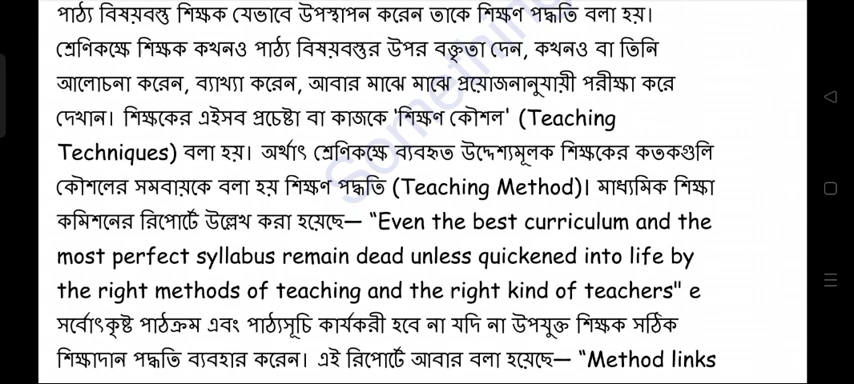 পাঠ্য বিষয়বস্তু শিক্ষক যেভাবে উপস্থাপন করেন তাকে শিক্ষণ পদ্ধতি বলা হয়।
শ্রেণিকক্ষে শিক্ষক কখনও পাঠ্য বিষয়বস্তুর উপর বক্তৃতা দেন, কখনও বা তিনি
আলোচনা করেন, ব্যাখ্যা করেন, আবার মাঝে মাঝে প্রয়োজনানুযায়ী পরীক্ষা করে
দেখান। শিক্ষকের এইসব প্রচেষ্টা বা কাজকে 'শিক্ষণ কৌশল' (Teaching
Techniques) বলা হয়। অর্থাৎ শ্রেণিকক্ষে ব্যবহৃত উদ্দেশ্যমূলক শিক্ষকের কতকগুলি
কৌশলের সমবায়কে বলা হয় শিক্ষণ পদ্ধতি (Teaching Method)। মাধ্যমিক শিক্ষা
কমিশনের রিপোর্টে উল্লেখ করা হয়েছে— “Even the best curriculum and the
most perfect syllabus remain dead unless quickened into life by
the right methods of teaching and the right kind of teachers" e
সর্বোৎকৃষ্ট পাঠক্রম এবং পাঠ্যসূচি কার্যকরী হবে না যদি না উপযুক্ত শিক্ষক সঠিক
শিক্ষাদান পদ্ধতি ব্যবহার করেন। এই রিপোর্টে আবার বলা হয়েছে— “Method links
Something